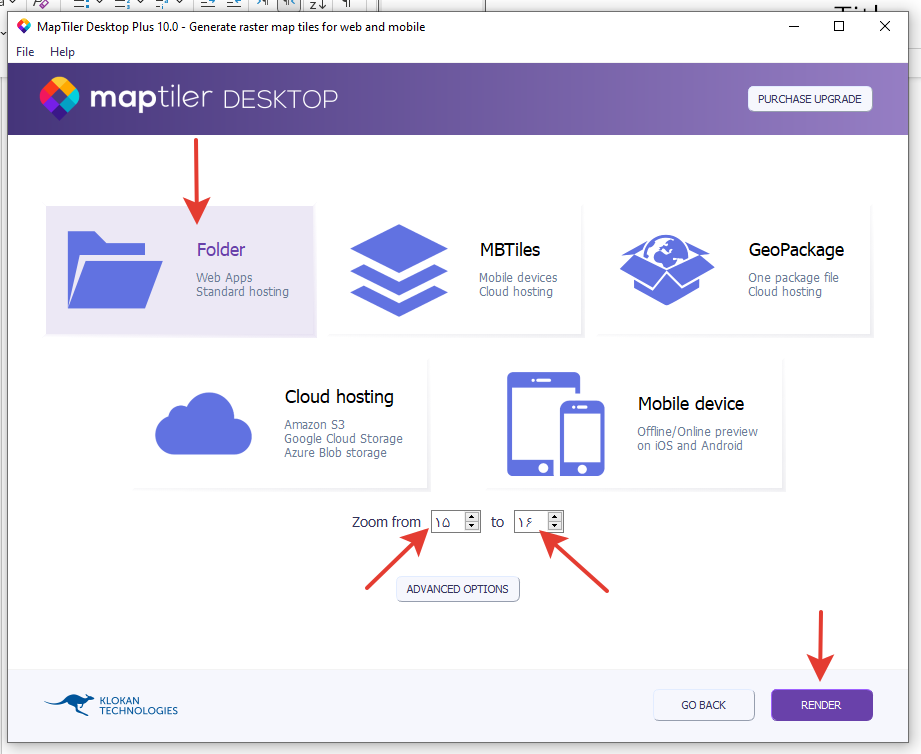 MapTiler Desktop Plus 10.0 - Generate raster map tiles for web and mobile
File Help
maptiler DESKTOP
PURCHASE UPGRADE
Folder
Web Apps
Standard hosting
MBTiles
Mobile devices
Cloud hosting
GeoPackage
One package file
Cloud hosting
Cloud hosting
Amazon S3
Google Cloud Storage
Azure Blob storage
Mobile device
Offline/Online preview
on iOS and Android
Zoom from ۱۵ to ۱۶
ADVANCED OPTIONS
KLOKAN
TECHNOLOGIES
GO BACK
RENDER